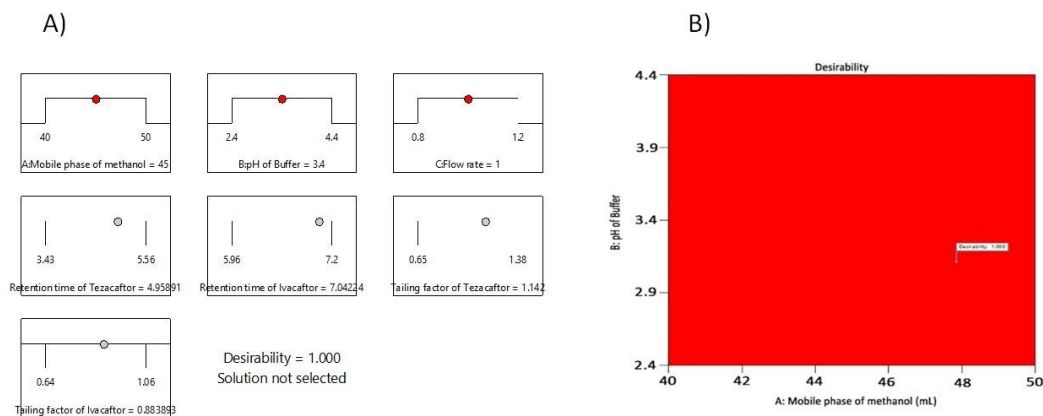 A)
40 50
A:Mobile phase of methanol = 45
2.4 4.4
B:pH of Buffer = 3.4
0.8 1.2
C:Flow rate = 1
3.43 5.56
Retention time of Tezacaftor = 4.95891
5.96 7.2
Retention time of Ivacaftor = 7.04224
0.65 1.38
Tailing factor of Tezacaftor = 1.142
0.64 1.06
Tailing factor of Ivacaftor = 0.883893
Desirability = 1.000
Solution not selected
B)
Desirability
4.4
3.9
3.4
2.9
2.4
B: pH of Buffer
Desirability 1.000
40 42 44 46 48 50
A: Mobile phase of methanol (mL)